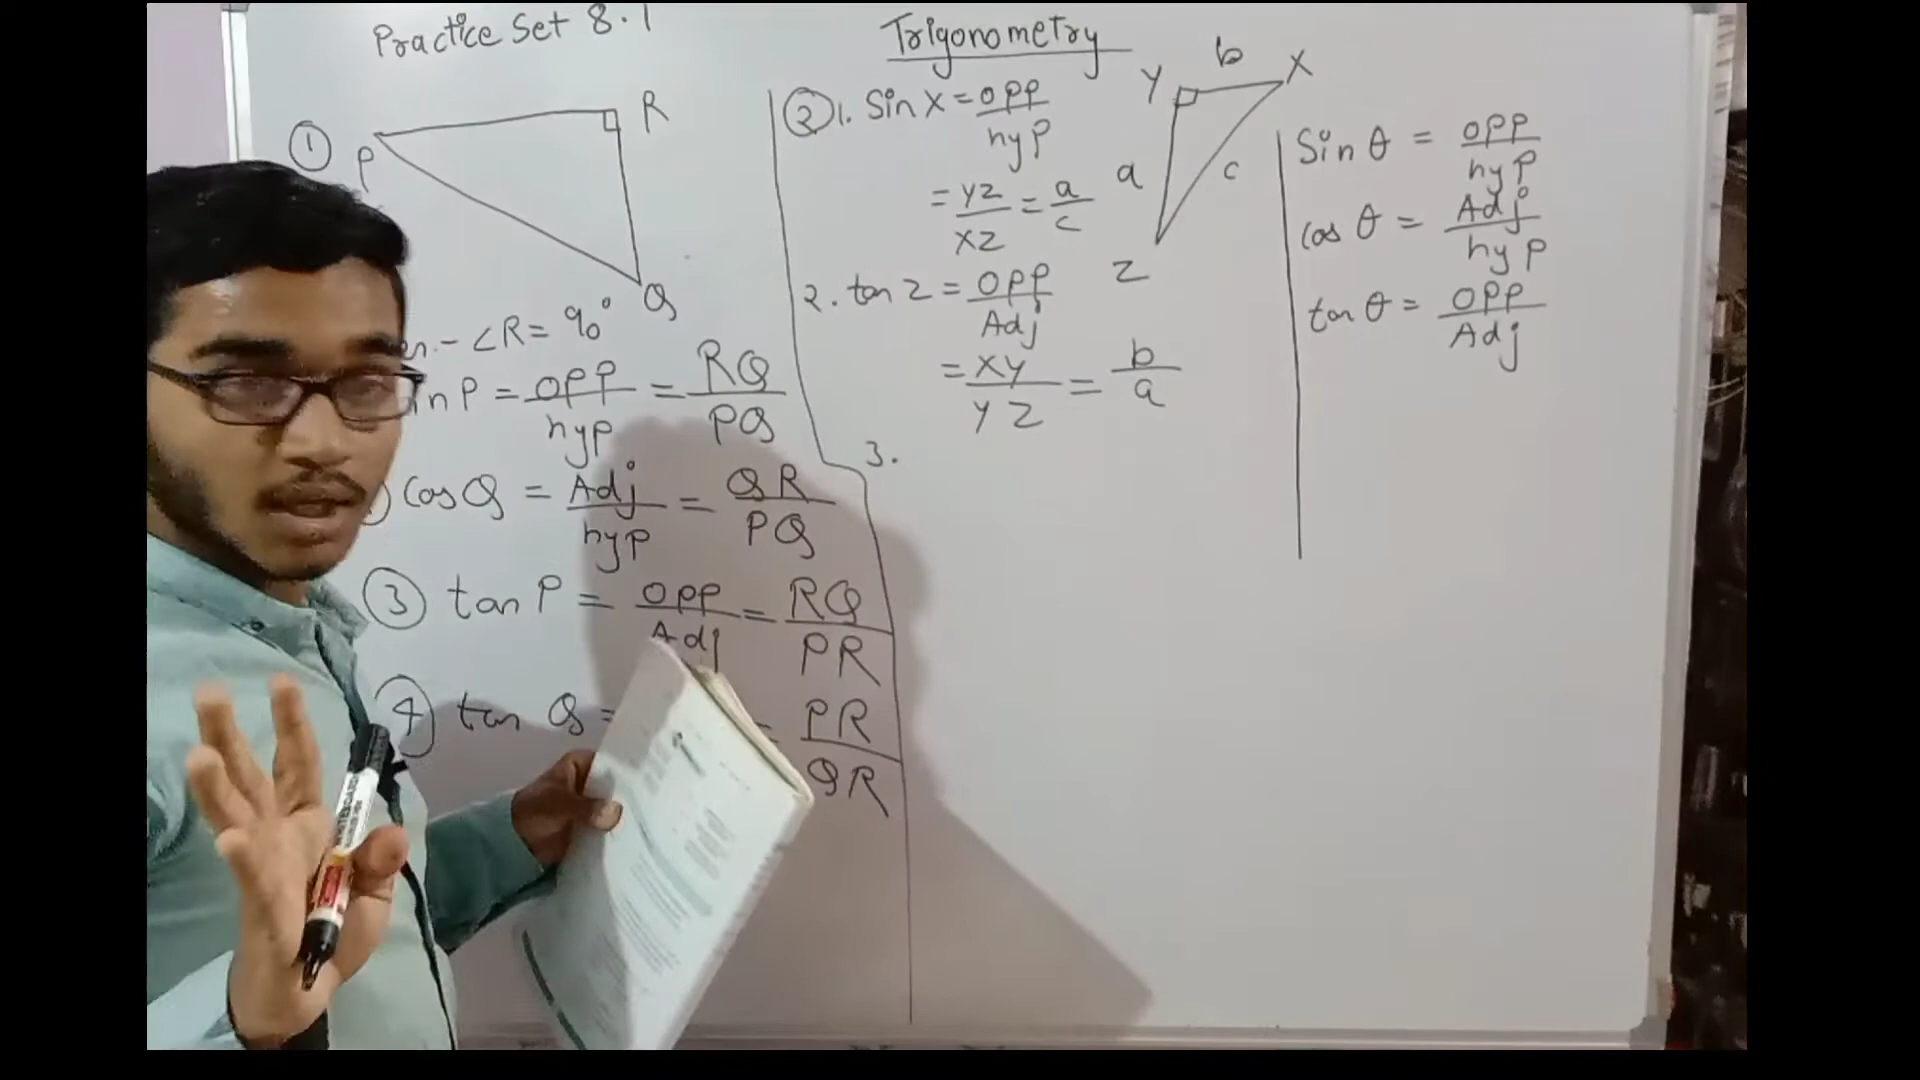 Practice Set 8.1
Trigonometry
① P R Q
∠R = 90°
P = opp/hyp = RQ/PQ
cos Q = Adj/hyp = QR/PQ
③ tan P = opp/Adj = RQ/PR
④ tan Q = = PR/QR
② 1. Sin X = opp/hyp
= YZ/XZ = a/c
2. tan Z = opp/Adj
= XY/YZ = b/a
3.
Y b X
a c
Z
Sin θ = opp/hyp
cos θ = Adj/hyp
tan θ = opp/Adj